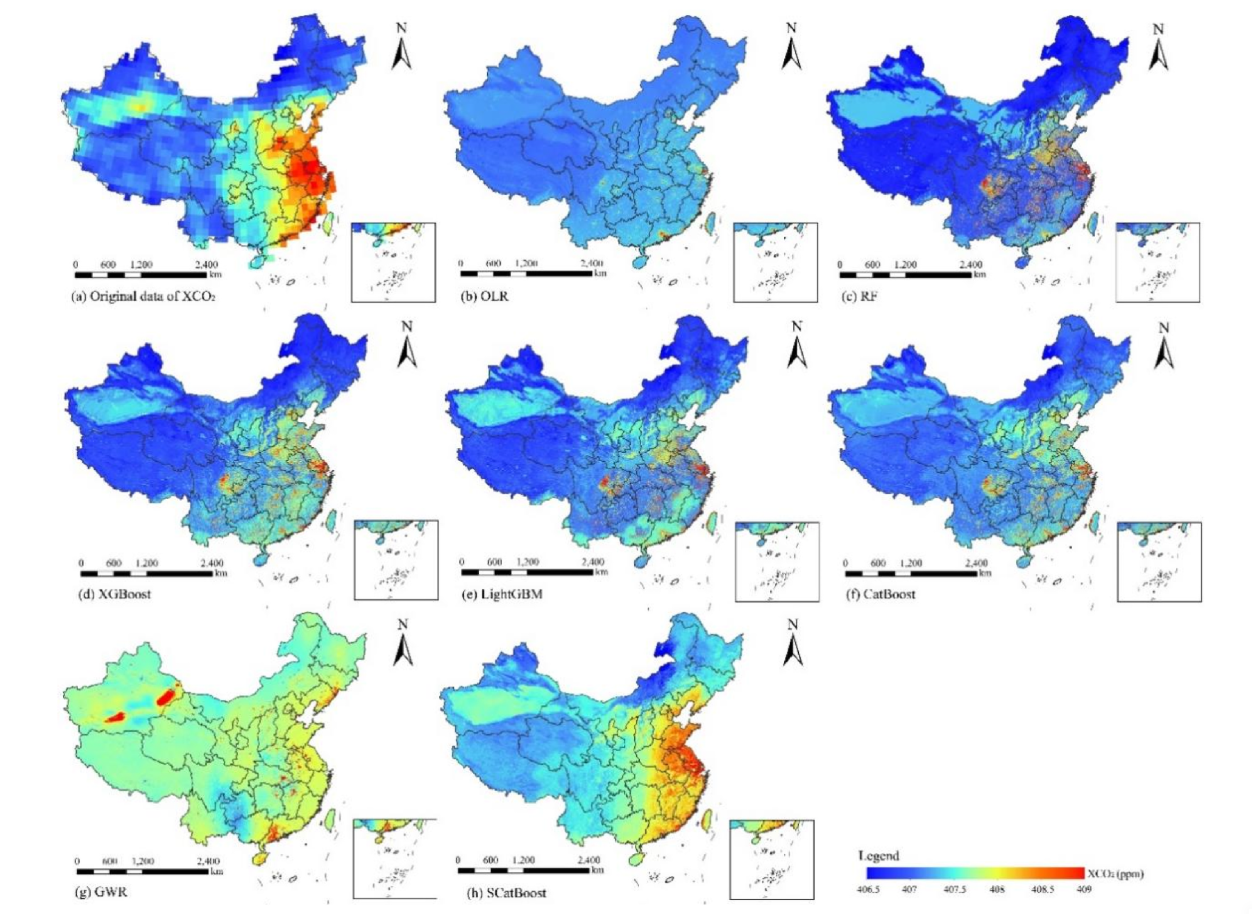 N
N
N
0 600 1,200 2,400
km
(a) Original data of XCO₂
0 600 1,200 2,400
km
(b) OLR
0 600 1,200 2,400
km
(c) RF
N
N
N
0 600 1,200 2,400
km
(d) XGBoost
0 600 1,200 2,400
km
(e) LightGBM
0 600 1,200 2,400
km
(f) CatBoost
N
N
0 600 1,200 2,400
km
(g) GWR
0 600 1,200 2,400
km
(h) SCatBoost
Legend
XCO₂ (ppm)
406.5 407 407.5 408 408.5 409